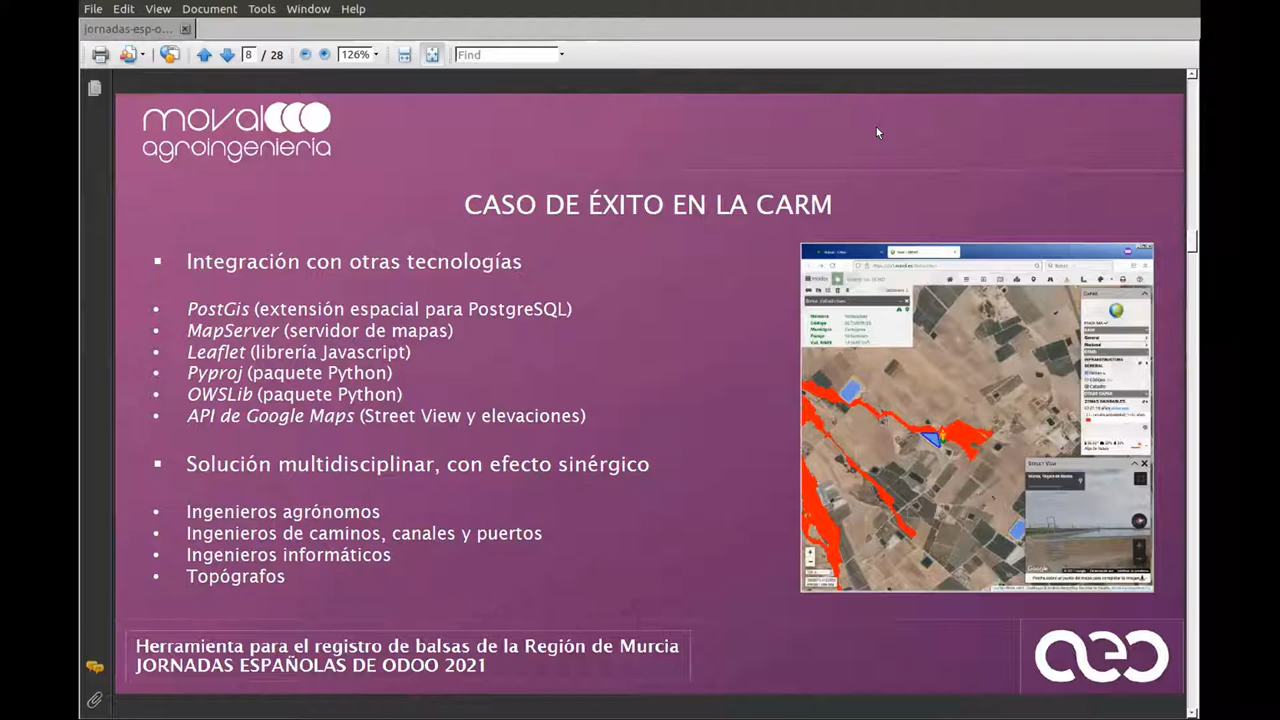 File Edit View Document Tools Window Help
jornadas-esp-o...
8 / 28 126% Find
moval
agroingeniería
CASO DE ÉXITO EN LA CARM
▪ Integración con otras tecnologías
• PostGis (extensión espacial para PostgreSQL)
• MapServer (servidor de mapas)
• Leaflet (librería Javascript)
• Pyproj (paquete Python)
• OWSLib (paquete Python)
• API de Google Maps (Street View y elevaciones)
▪ Solución multidisciplinar, con efecto sinérgico
• Ingenieros agrónomos
• Ingenieros de caminos, canales y puertos
• Ingenieros informáticos
• Topógrafos
Street View
Google
Herramienta para el registro de balsas de la Región de Murcia
JORNADAS ESPAÑOLAS DE ODOO 2021
aeo